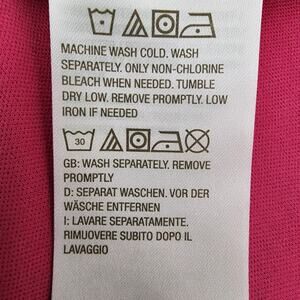 MACHINE WASH COLD. WASH
SEPARATELY. ONLY NON-CHLORINE
BLEACH WHEN NEEDED. TUMBLE
DRY LOW. REMOVE PROMPTLY. LOW
IRON IF NEEDED
30
GB: WASH SEPARATELY. REMOVE
PROMPTLY
D: SEPARAT WASCHEN. VOR DER
WÄSCHE ENTFERNEN
I: LAVARE SEPARATAMENTE.
RIMUOVERE SUBITO DOPO IL
LAVAGGIO